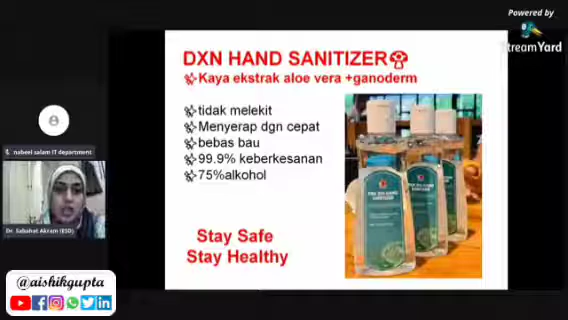 Powered by
StreamYard
DXN HAND SANITIZER
Kaya ekstrak aloe vera +ganoderm
tidak melekit
Menyerap dgn cepat
bebas bau
99.9% keberkesanan
75%alkohol
Stay Safe
Stay Healthy
nabeel salam IT department
Dr. Sabahat Akram (ESD)
@aishikgupta